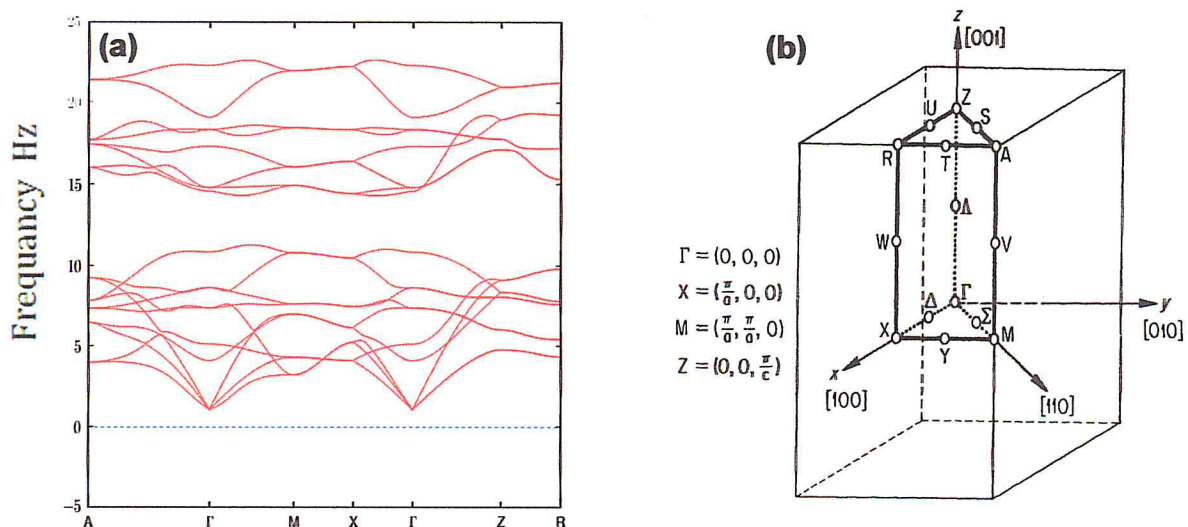 (a)
Frequancy Hz
25
20
15
10
5
0
-5
A Γ M X Γ Z R
(b)
z
[001]
Z
U
S
R
A
T
Λ
W
V
Γ = (0, 0, 0)
X = (π/a, 0, 0)
M = (π/a, π/a, 0)
Z = (0, 0, π/c)
Δ
Γ
Σ
X
M
Y
y
[010]
x
[100]
[110]